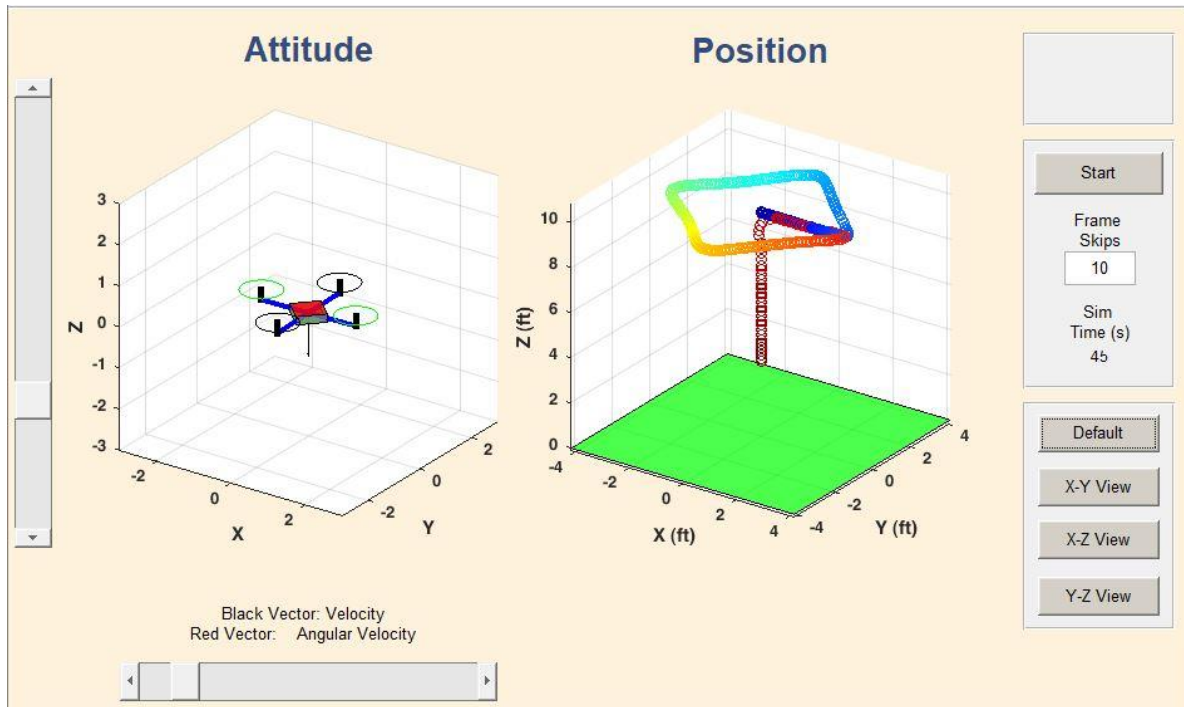 Attitude
Position
3
2
1
0
-1
-2
-3
Z
-2
0
2
X
-2
0
2
Y
10
8
6
4
2
0
Z (ft)
-4
-2
0
2
4
X (ft)
-4
-2
0
2
4
Y (ft)
Black Vector: Velocity
Red Vector: Angular Velocity
Start
Frame
Skips
10
Sim
Time (s)
45
Default
X-Y View
X-Z View
Y-Z View